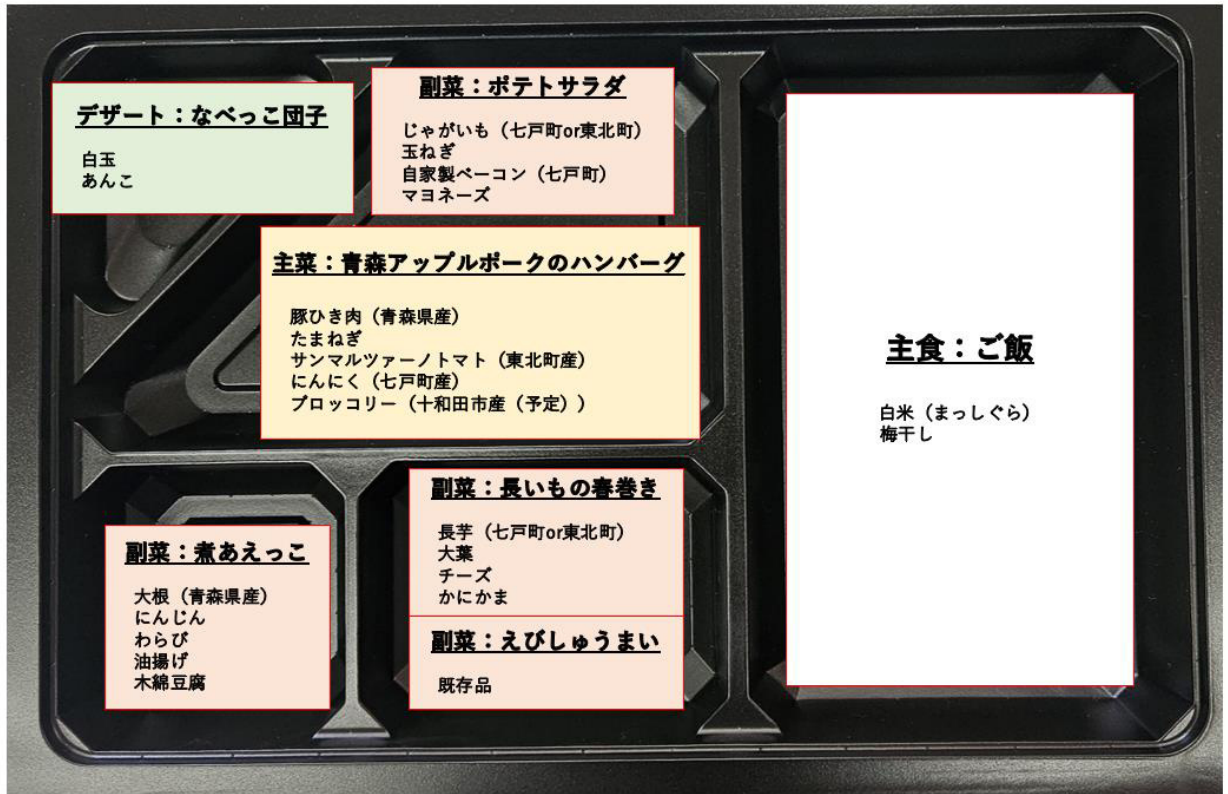 デザート：なべっこ団子
白玉
あんこ
副菜：ポテトサラダ
じゃがいも（七戸町or東北町）
玉ねぎ
自家製ベーコン（七戸町）
マヨネーズ
主菜：青森アップルポークのハンバーグ
豚ひき肉（青森県産）
たまねぎ
サンマルツァーノトマト（東北町産）
にんにく（七戸町産）
ブロッコリー（十和田市産（予定））
主食：ご飯
白米（まっしぐら）
梅干し
副菜：煮あえっこ
大根（青森県産）
にんじん
わらび
油揚げ
木綿豆腐
副菜：長いもの春巻き
長芋（七戸町or東北町）
大葉
チーズ
かにかま
副菜：えびしゅうまい
既存品